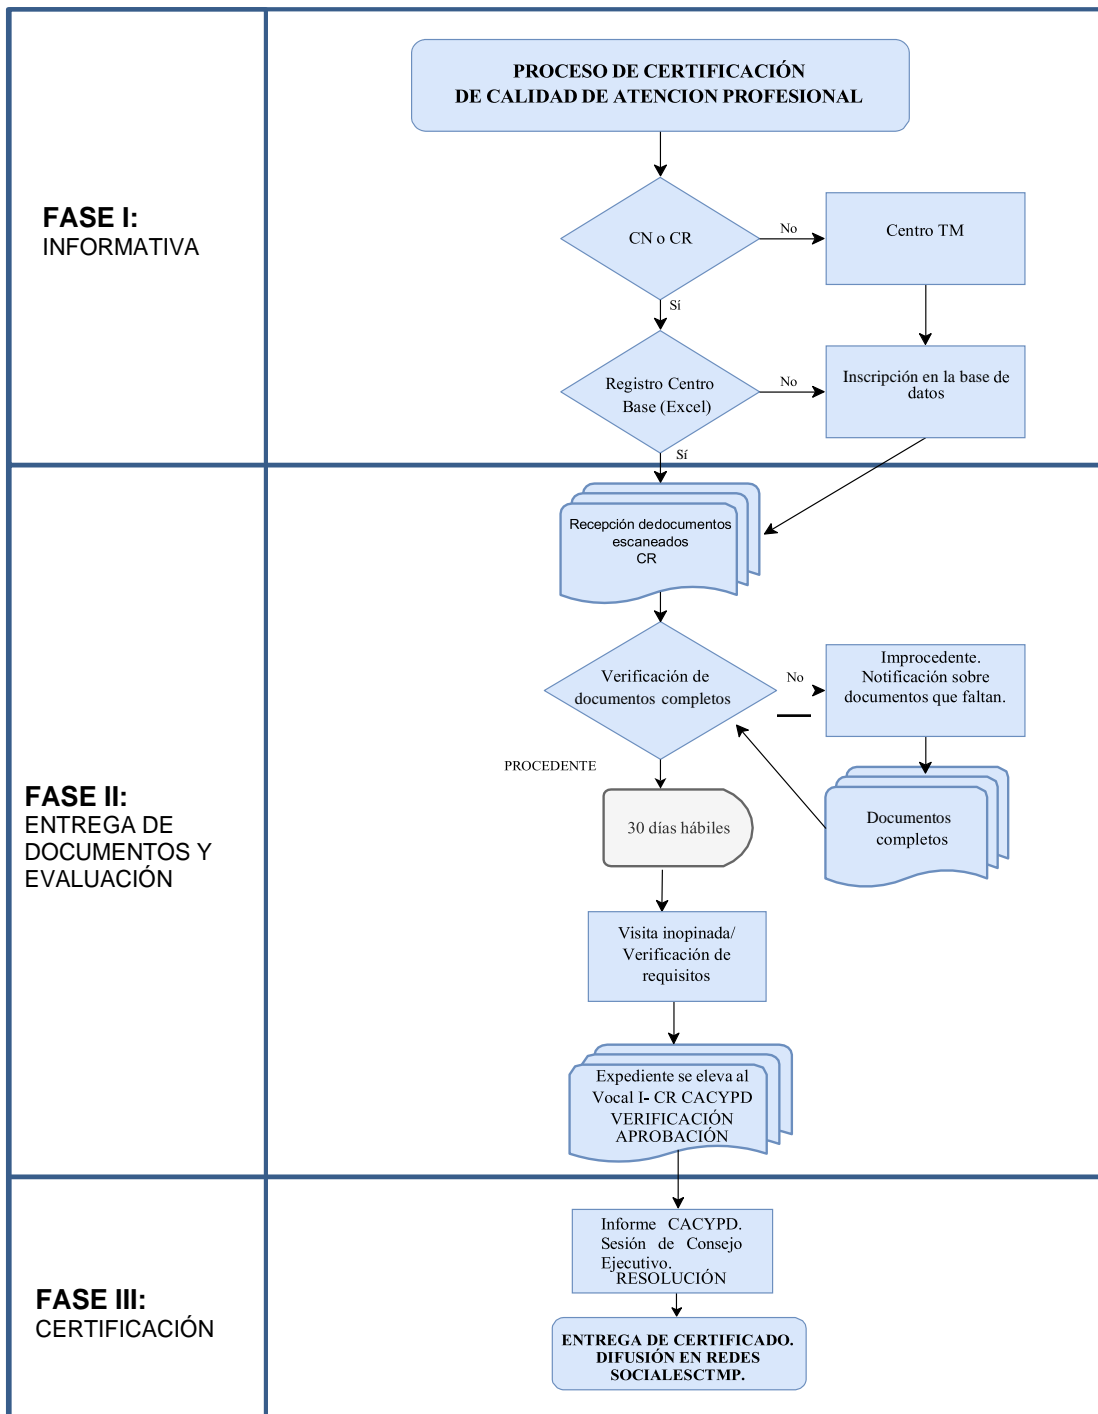 PROCESO DE CERTIFICACIÓN
DE CALIDAD DE ATENCION PROFESIONAL
FASE I:
INFORMATIVA
CN o CR
No
Centro TM
Sí
Registro Centro
Base (Excel)
No
Inscripción en la base de
datos
Sí
Recepción dedocumentos
escaneados
CR
Verificación de
documentos completos
No
Improcedente.
Notificación sobre
documentos que faltan.
PROCEDENTE
FASE II:
ENTREGA DE
DOCUMENTOS Y
EVALUACIÓN
30 días hábiles
Documentos
completos
Visita inopinada/
Verificación de
requisitos
Expediente se eleva al
Vocal I- CR CACYPD
VERIFICACIÓN
APROBACIÓN
FASE III:
CERTIFICACIÓN
Informe CACYPD.
Sesión de Consejo
Ejecutivo.
RESOLUCIÓN
ENTREGA DE CERTIFICADO.
DIFUSIÓN EN REDES
SOCIALESCTMP.